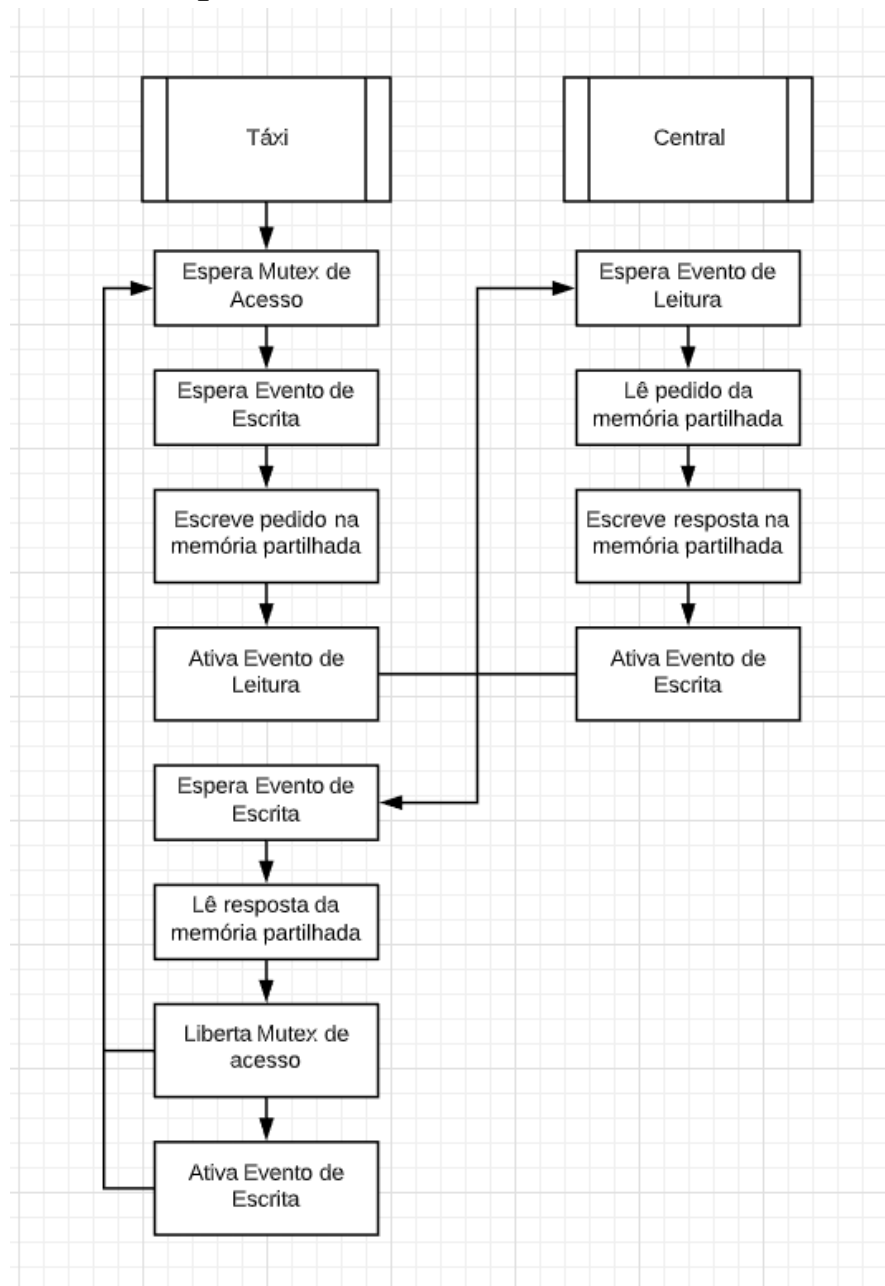 Táxi
Central
Espera Mutex de
Acesso
Espera Evento de
Leitura
Espera Evento de
Escrita
Lê pedido da
memória partilhada
Escreve pedido na
memória partilhada
Escreve resposta na
memória partilhada
Ativa Evento de
Leitura
Ativa Evento de
Escrita
Espera Evento de
Escrita
Lê resposta da
memória partilhada
Liberta Mutex de
acesso
Ativa Evento de
Escrita